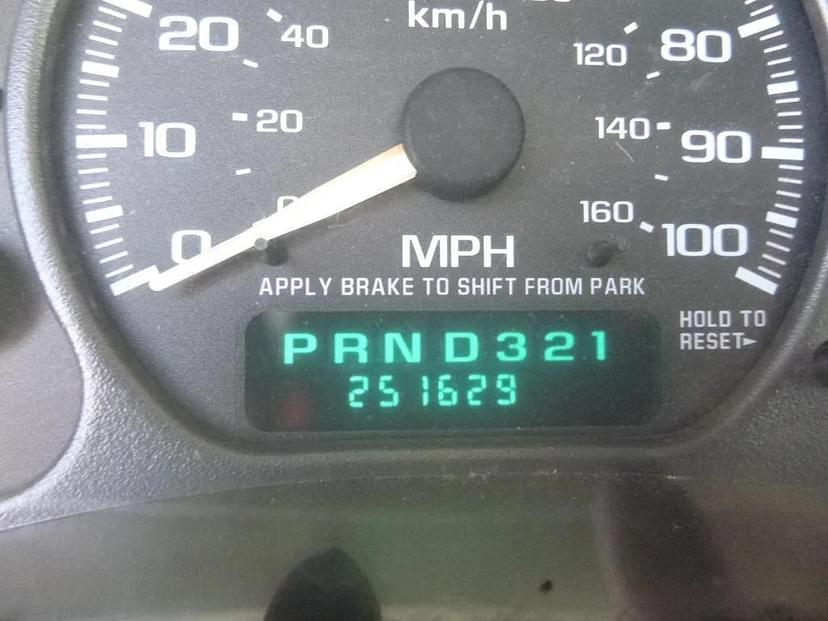 km/h
20 40 120 80
10 20 140 90
0 0 160 100
MPH
APPLY BRAKE TO SHIFT FROM PARK
HOLD TO
RESET►
PRND321
251629